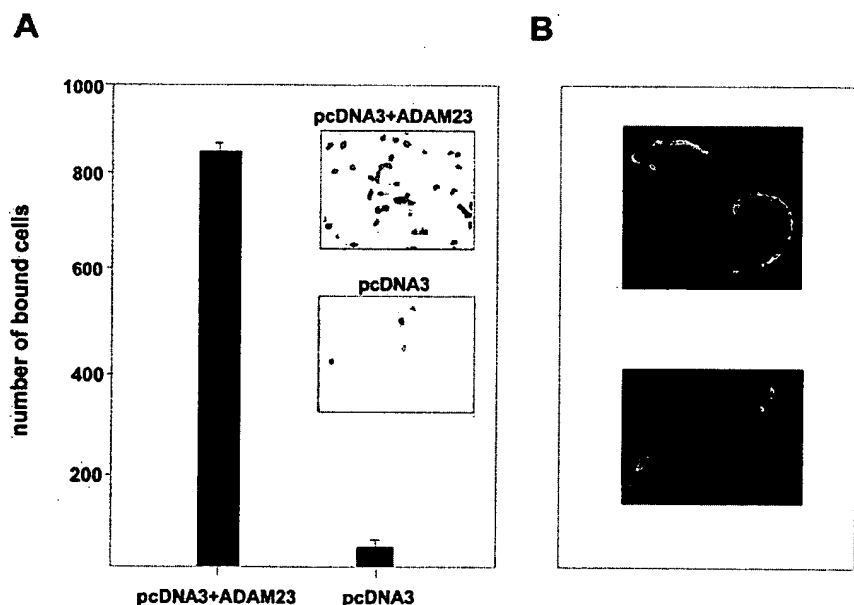 A
B
1000
pcDNA3+ADAM23
800
600
pcDNA3
400
200
number of bound cells
pcDNA3+ADAM23
pcDNA3